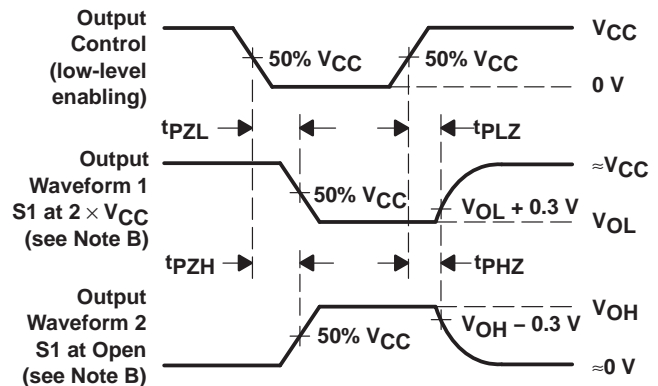 Output
Control
(low-level
enabling)
50% VCC
50% VCC
VCC
0 V
tPZL
tPLZ
Output
Waveform 1
S1 at 2 × VCC
(see Note B)
50% VCC
VOL + 0.3 V
≈VCC
VOL
tPZH
tPHZ
Output
Waveform 2
S1 at Open
(see Note B)
50% VCC
VOH − 0.3 V
VOH
≈0 V